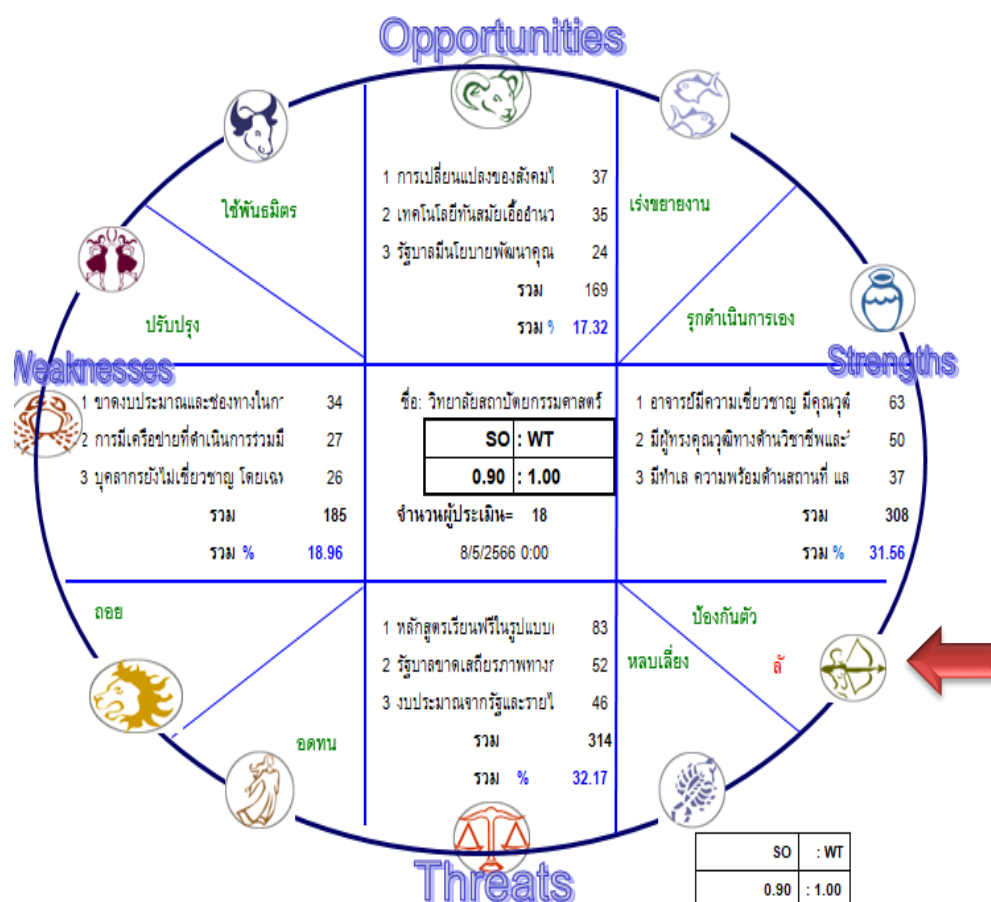 Opportunities
1 การเปลี่ยนแปลงของสังคมไ 37
2 เทคโนโลยีทันสมัยเอื้ออำนว 35
3 รัฐบาลมีนโยบายพัฒนาคุณ 24
รวม 169
รวม % 17.32
ใช้พันธมิตร
เร่งขยายงาน
ปรับปรุง
รุกดำเนินการเอง
Weaknesses
Strengths
1 ขาดงบประมาณและช่องทางในกา 34
2 การมีเครือข่ายที่ดำเนินการร่วมมื 27
3 บุคลากรยังไม่เชี่ยวชาญ โดยเฉพ 26
รวม 185
รวม % 18.96
ชื่อ: วิทยาลัยสถาบัตยกรรมศาสตร์
SO : WT
0.90 : 1.00
จำนวนผู้ประเมิน= 18
8/5/2566 0:00
1 อาจารย์มีความเชี่ยวชาญ มีคุณวุฒิ 63
2 มีผู้ทรงคุณวุฒิทางด้านวิชาชีพและ 50
3 มีทำเล ความพร้อมด้านสถานที่ แล 37
รวม 308
รวม % 31.56
ถอย
อดทน
1 หลักสูตรเรียนฟรีในรูปแบบ 83
2 รัฐบาลขาดเสถียรภาพทางก 52
3 งบประมาณจากรัฐและรายไ 46
รวม 314
รวม % 32.17
ป้องกันตัว
หลบเลี่ยง
Threats
SO : WT
0.90 : 1.00